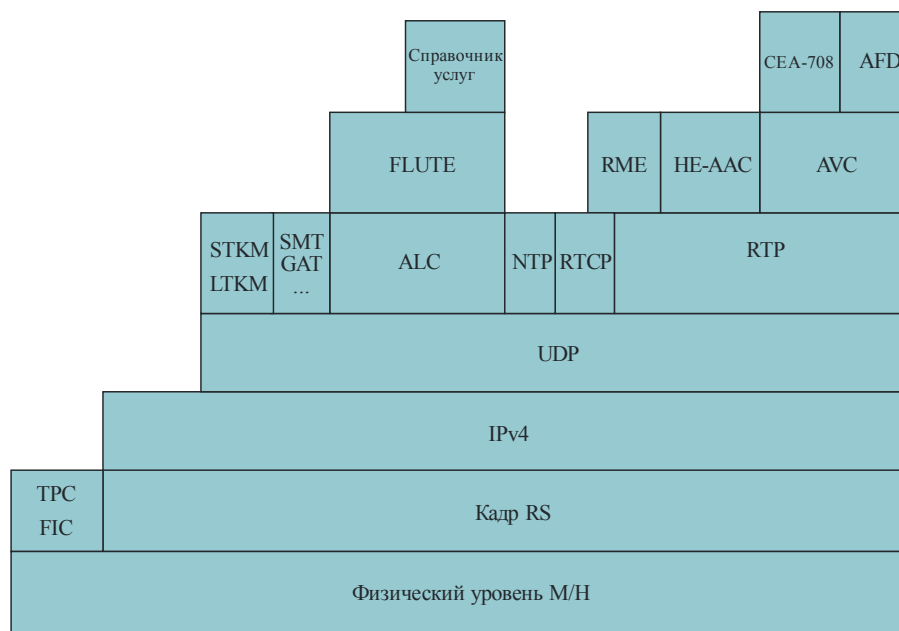 Справочник
услуг
CEA-708
AFD
FLUTE
RME
HE-AAC
AVC
STKM
LTKM
SMT
GAT
...
ALC
NTP
RTCP
RTP
UDP
IPv4
TPC
FIC
Кадр RS
Физический уровень M/H